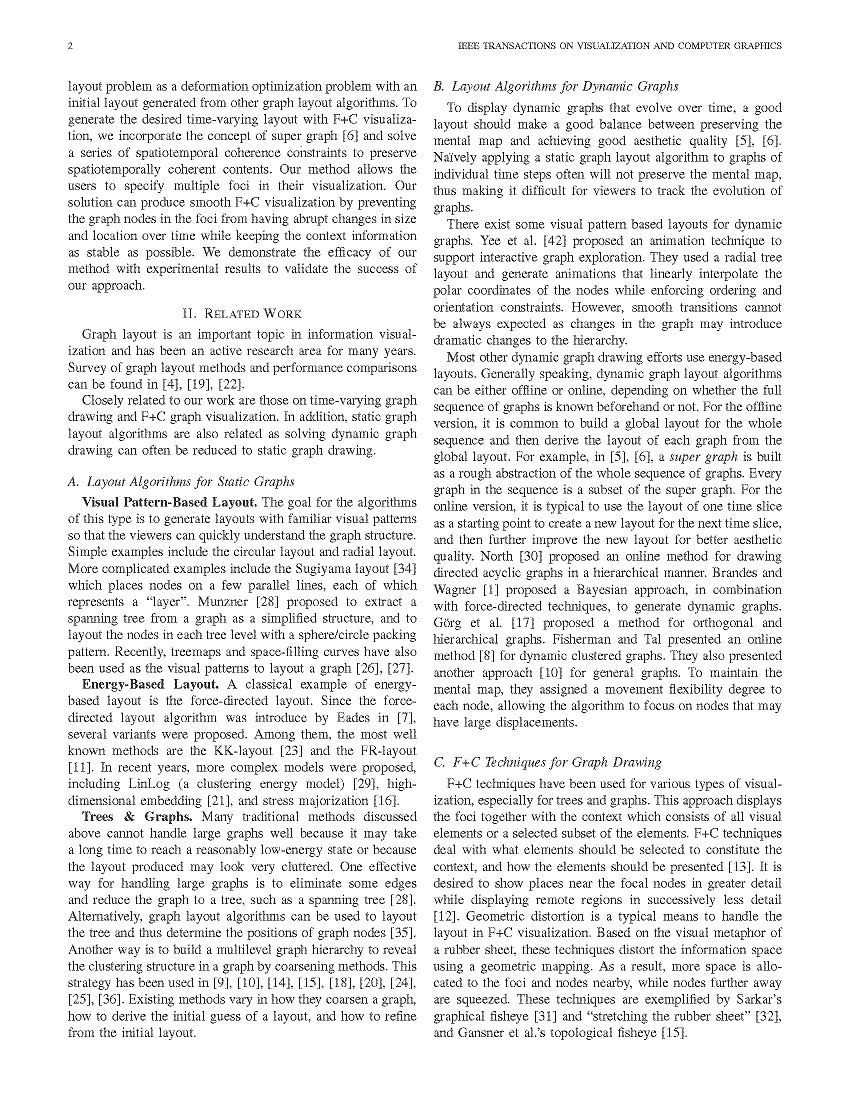 2
IEEE TRANSACTIONS ON VISUALIZATION AND COMPUTER GRAPHICS
layout problem as a deformation optimization problem with an
initial layout generated from other graph layout algorithms. To
generate the desired time-varying layout with F+C visualiza-
tion, we incorporate the concept of super graph [6] and solve
a series of spatiotemporal coherence constraints to preserve
spatiotemporally coherent contents. Our method allows the
users to specify multiple foci in their visualization. Our
solution can produce smooth F+C visualization by preventing
the graph nodes in the foci from having abrupt changes in size
and location over time while keeping the context information
as stable as possible. We demonstrate the efficacy of our
method with experimental results to validate the success of
our approach.
II. RELATED WORK
Graph layout is an important topic in information visual-
ization and has been an active research area for many years.
Survey of graph layout methods and performance comparisons
can be found in [4], [19], [22].
Closely related to our work are those on time-varying graph
drawing and F+C graph visualization. In addition, static graph
layout algorithms are also related as solving dynamic graph
drawing can often be reduced to static graph drawing.
A. Layout Algorithms for Static Graphs
Visual Pattern-Based Layout. The goal for the algorithms
of this type is to generate layouts with familiar visual patterns
so that the viewers can quickly understand the graph structure.
Simple examples include the circular layout and radial layout.
More complicated examples include the Sugiyama layout [34]
which places nodes on a few parallel lines, each of which
represents a “layer”. Munzner [28] proposed to extract a
spanning tree from a graph as a simplified structure, and to
layout the nodes in each tree level with a sphere/circle packing
pattern. Recently, treemaps and space-filling curves have also
been used as the visual patterns to layout a graph [26], [27].
Energy-Based Layout. A classical example of energy-
based layout is the force-directed layout. Since the force-
directed layout algorithm was introduce by Eades in [7],
several variants were proposed. Among them, the most well
known methods are the KK-layout [23] and the FR-layout
[11]. In recent years, more complex models were proposed,
including LinLog (a clustering energy model) [29], high-
dimensional embedding [21], and stress majorization [16].
Trees & Graphs. Many traditional methods discussed
above cannot handle large graphs well because it may take
a long time to reach a reasonably low-energy state or because
the layout produced may look very cluttered. One effective
way for handling large graphs is to eliminate some edges
and reduce the graph to a tree, such as a spanning tree [28].
Alternatively, graph layout algorithms can be used to layout
the tree and thus determine the positions of graph nodes [35].
Another way is to build a multilevel graph hierarchy to reveal
the clustering structure in a graph by coarsening methods. This
strategy has been used in [9], [10], [14], [15], [18], [20], [24],
[25], [36]. Existing methods vary in how they coarsen a graph,
how to derive the initial guess of a layout, and how to refine
from the initial layout.
B. Layout Algorithms for Dynamic Graphs
To display dynamic graphs that evolve over time, a good
layout should make a good balance between preserving the
mental map and achieving good aesthetic quality [5], [6].
Naïvely applying a static graph layout algorithm to graphs of
individual time steps often will not preserve the mental map,
thus making it difficult for viewers to track the evolution of
graphs.
There exist some visual pattern based layouts for dynamic
graphs. Yee et al. [42] proposed an animation technique to
support interactive graph exploration. They used a radial tree
layout and generate animations that linearly interpolate the
polar coordinates of the nodes while enforcing ordering and
orientation constraints. However, smooth transitions cannot
be always expected as changes in the graph may introduce
dramatic changes to the hierarchy.
Most other dynamic graph drawing efforts use energy-based
layouts. Generally speaking, dynamic graph layout algorithms
can be either offline or online, depending on whether the full
sequence of graphs is known beforehand or not. For the offline
version, it is common to build a global layout for the whole
sequence and then derive the layout of each graph from the
global layout. For example, in [5], [6], a super graph is built
as a rough abstraction of the whole sequence of graphs. Every
graph in the sequence is a subset of the super graph. For the
online version, it is typical to use the layout of one time slice
as a starting point to create a new layout for the next time slice,
and then further improve the new layout for better aesthetic
quality. North [30] proposed an online method for drawing
directed acyclic graphs in a hierarchical manner. Brandes and
Wagner [1] proposed a Bayesian approach, in combination
with force-directed techniques, to generate dynamic graphs.
Görg et al. [17] proposed a method for orthogonal and
hierarchical graphs. Fisherman and Tal presented an online
method [8] for dynamic clustered graphs. They also presented
another approach [10] for general graphs. To maintain the
mental map, they assigned a movement flexibility degree to
each node, allowing the algorithm to focus on nodes that may
have large displacements.
C. F+C Techniques for Graph Drawing
F+C techniques have been used for various types of visual-
ization, especially for trees and graphs. This approach displays
the foci together with the context which consists of all visual
elements or a selected subset of the elements. F+C techniques
deal with what elements should be selected to constitute the
context, and how the elements should be presented [13]. It is
desired to show places near the focal nodes in greater detail
while displaying remote regions in successively less detail
[12]. Geometric distortion is a typical means to handle the
layout in F+C visualization. Based on the visual metaphor of
a rubber sheet, these techniques distort the information space
using a geometric mapping. As a result, more space is allo-
cated to the foci and nodes nearby, while nodes further away
are squeezed. These techniques are exemplified by Sarkar’s
graphical fisheye [31] and “stretching the rubber sheet” [32],
and Gansner et al.’s topological fisheye [15].